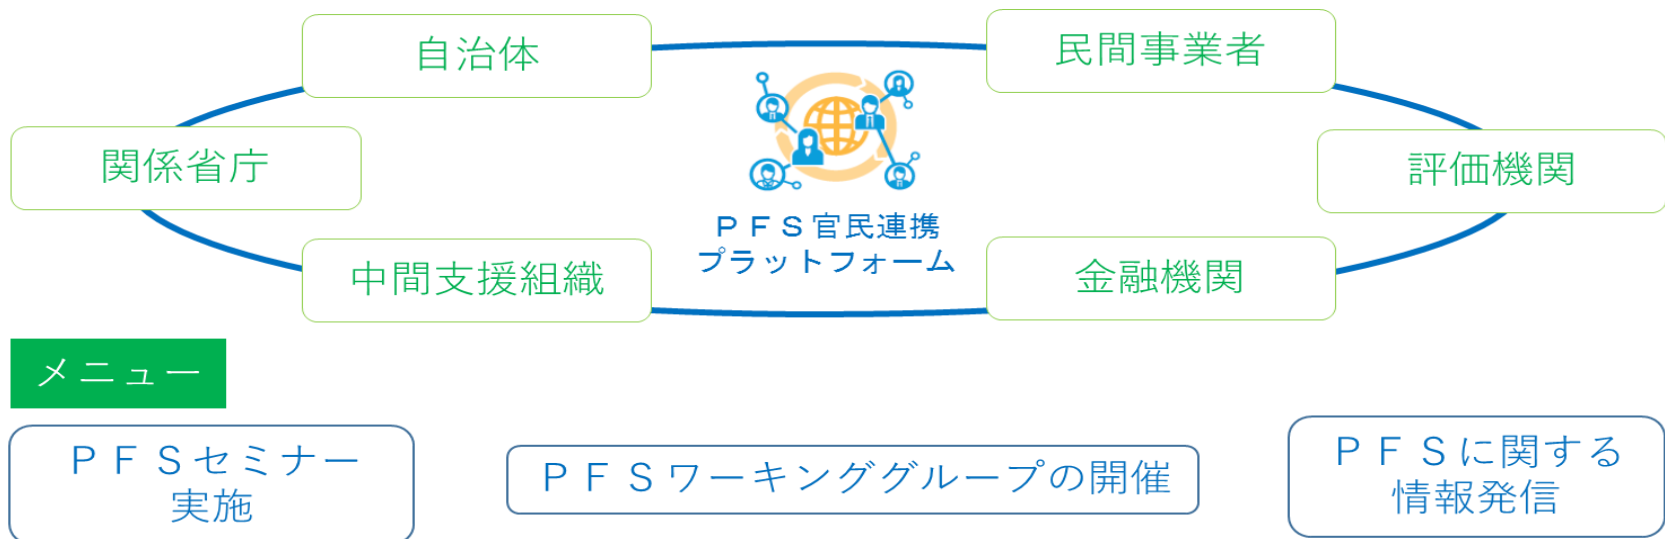 自治体
民間事業者
関係省庁
評価機関
ＰＦＳ官民連携
プラットフォーム
中間支援組織
金融機関
メニュー
ＰＦＳセミナー
実施
ＰＦＳワーキンググループの開催
ＰＦＳに関する
情報発信